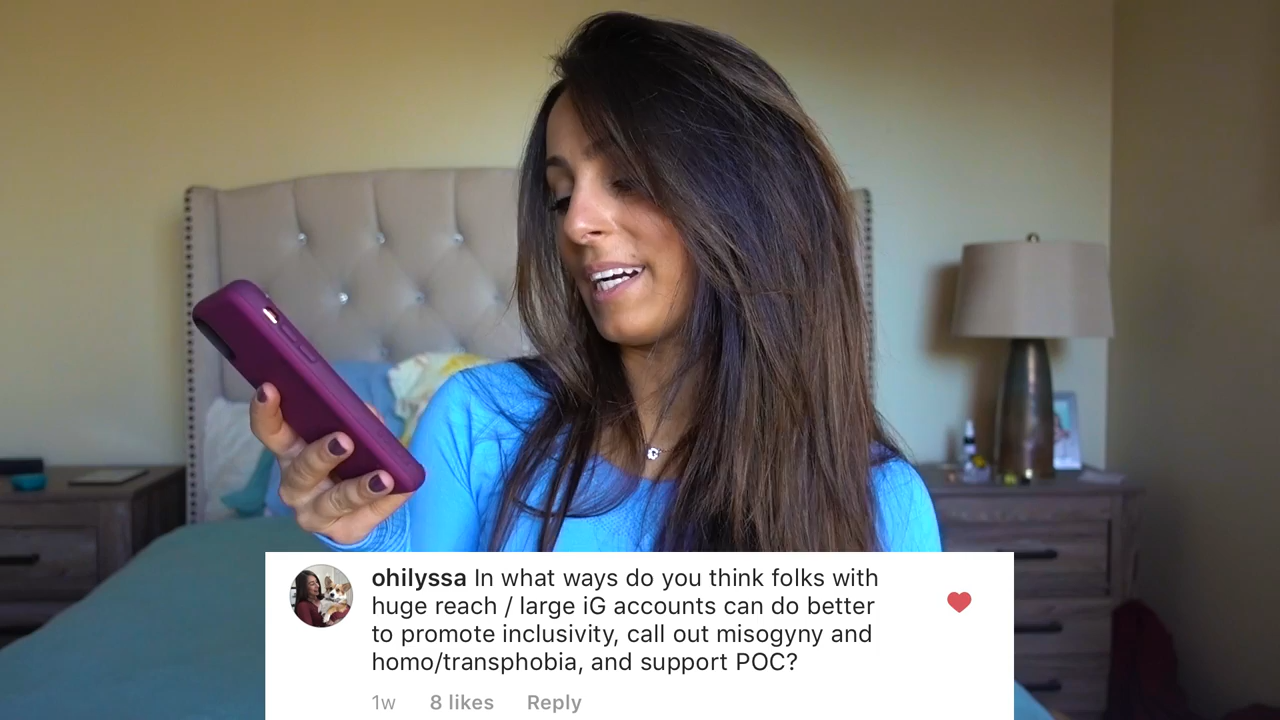 ohilyssa In what ways do you think folks with
huge reach / large iG accounts can do better
to promote inclusivity, call out misogyny and
homo/transphobia, and support POC?
1w 8 likes Reply